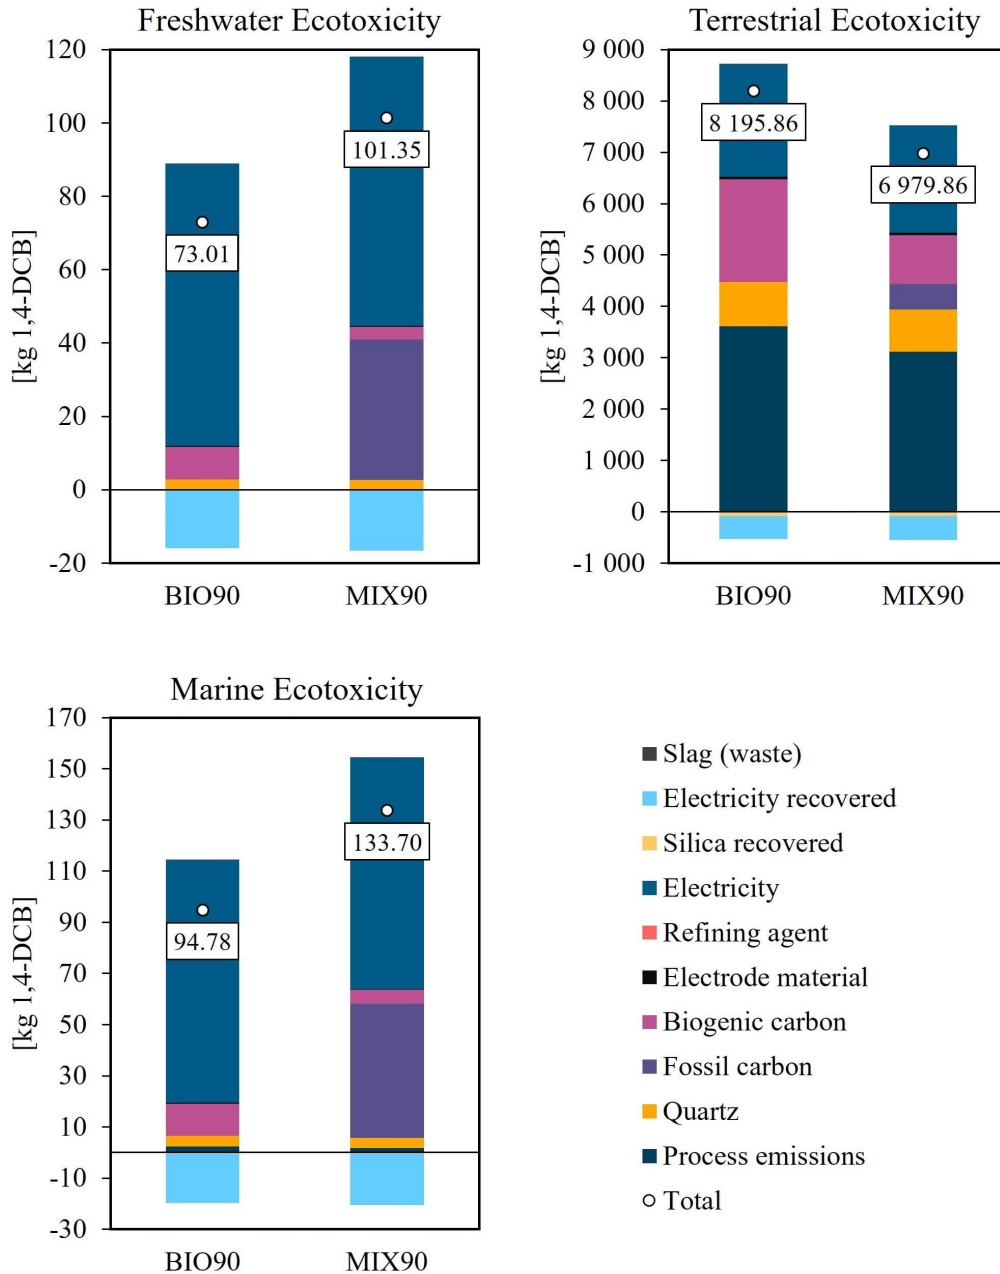 Freshwater Ecotoxicity
[kg 1,4-DCB]
120
100
80
60
40
20
0
-20
73.01
101.35
BIO90 MIX90
Terrestrial Ecotoxicity
[kg 1,4-DCB]
9 000
8 000
7 000
6 000
5 000
4 000
3 000
2 000
1 000
0
-1 000
8 195.86
6 979.86
BIO90 MIX90
Marine Ecotoxicity
[kg 1,4-DCB]
170
150
130
110
90
70
50
30
10
-10
-30
94.78
133.70
BIO90 MIX90
Slag (waste)
Electricity recovered
Silica recovered
Electricity
Refining agent
Electrode material
Biogenic carbon
Fossil carbon
Quartz
Process emissions
Total